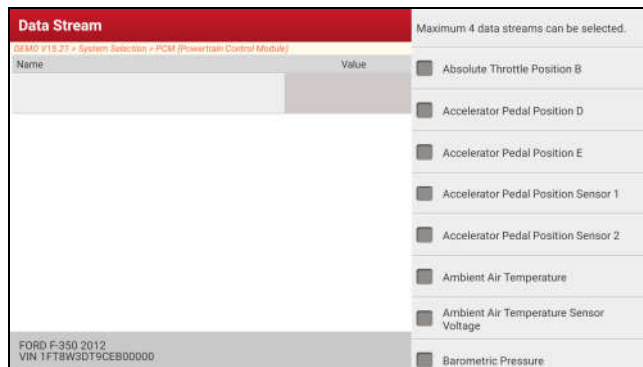 Data Stream
DEMO V15.21 > System Selection > PCM (Powertrain Control Module)
Name Value
FORD F-350 2012
VIN 1FT8W3DT9CEB00000
Maximum 4 data streams can be selected.
Absolute Throttle Position B
Accelerator Pedal Position D
Accelerator Pedal Position E
Accelerator Pedal Position Sensor 1
Accelerator Pedal Position Sensor 2
Ambient Air Temperature
Ambient Air Temperature Sensor
Voltage
Barometric Pressure